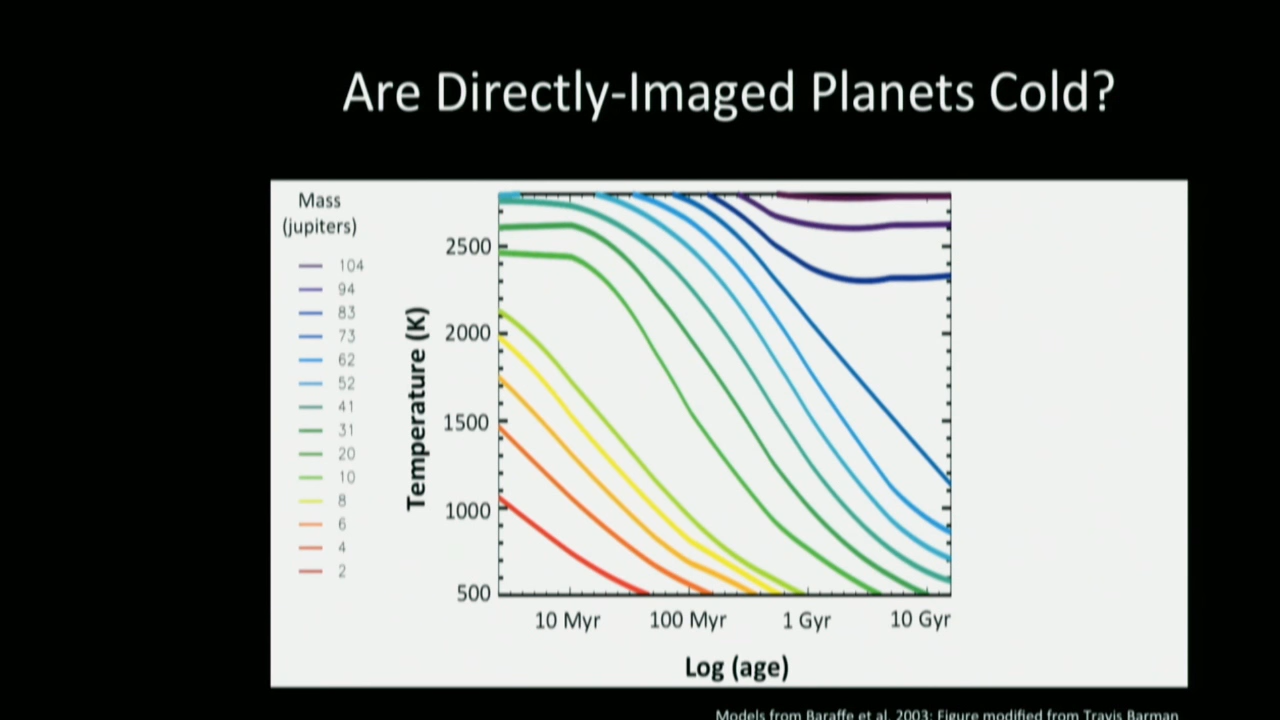 Are Directly-Imaged Planets Cold?
Mass
(jupiters)
104
94
83
73
62
52
41
31
20
10
8
6
4
2
Temperature (K)
2500
2000
1500
1000
500
10 Myr
100 Myr
1 Gyr
10 Gyr
Log (age)
Models from Baraffe et al. 2003; Figure modified from Travis Barman